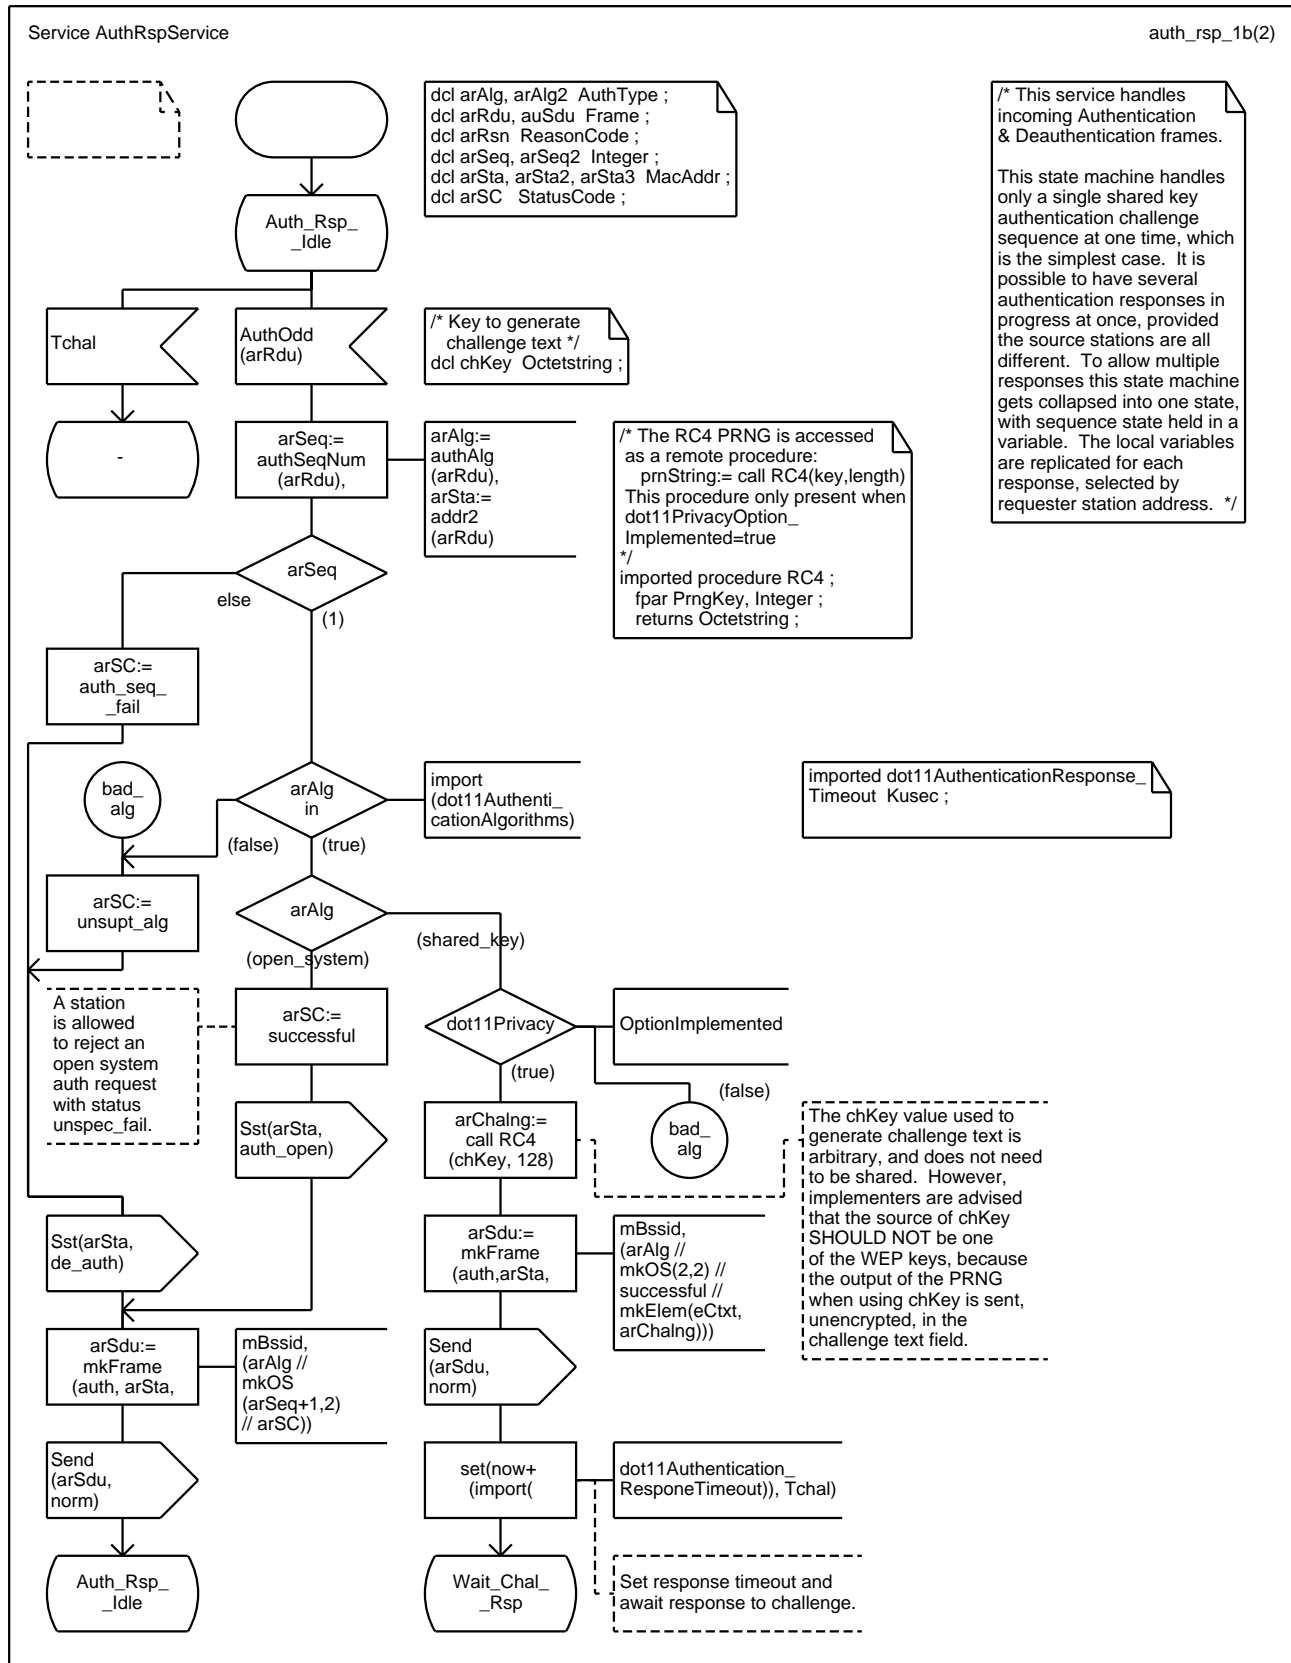 Service AuthRspService
auth_rsp_1b(2)
dcl arAlg, arAlg2  AuthType ;
dcl arRdu, auSdu  Frame ;
dcl arRsn  ReasonCode ;
dcl arSeq, arSeq2  Integer ;
dcl arSta, arSta2, arSta3  MacAddr ;
dcl arSC   StatusCode ;
/* This service handles
incoming Authentication
& Deauthentication frames.
This state machine handles
only a single shared key
authentication challenge
sequence at one time, which
is the simplest case.  It is
possible to have several
authentication responses in
progress at once, provided
the source stations are all
different.  To allow multiple
responses this state machine
gets collapsed into one state,
with sequence state held in a
variable.  The local variables
are replicated for each
response, selected by
requester station address.  */
Auth_Rsp_
_Idle
Tchal
AuthOdd
(arRdu)
/* Key to generate
challenge text */
dcl chKey  Octetstring ;
-
arSeq:=
authSeqNum
(arRdu),
arAlg:=
authAlg
(arRdu),
arSta:=
addr2
(arRdu)
/* The RC4 PRNG is accessed
as a remote procedure:
prnString:= call RC4(key,length)
This procedure only present when
dot11PrivacyOption_
Implemented=true
*/
imported procedure RC4 ;
fpar PrngKey, Integer ;
returns Octetstring ;
arSeq
else
(1)
arSC:=
auth_seq_
_fail
bad_
alg
arAlg
in
import
(dot11Authenti_
cationAlgorithms)
imported dot11AuthenticationResponse_
Timeout  Kusec ;
(false)
(true)
arSC:=
unsupt_alg
arAlg
(shared_key)
(open_system)
A station
is allowed
to reject an
open system
auth request
with status
unspec_fail.
arSC:=
successful
dot11Privacy
OptionImplemented
(true)
(false)
Sst(arSta,
auth_open)
arChalng:=
call RC4
(chKey, 128)
bad_
alg
The chKey value used to
generate challenge text is
arbitrary, and does not need
to be shared.  However,
implementers are advised
that the source of chKey
SHOULD NOT be one
of the WEP keys, because
the output of the PRNG
when using chKey is sent,
unencrypted, in the
challenge text field.
Sst(arSta,
de_auth)
arSdu:=
mkFrame
(auth,arSta,
mBssid,
(arAlg //
mkOS(2,2) //
successful //
mkElem(eCtxt,
arChalng)))
arSdu:=
mkFrame
(auth, arSta,
mBssid,
(arAlg //
mkOS
(arSeq+1,2)
// arSC))
Send
(arSdu,
norm)
Send
(arSdu,
norm)
set(now+
(import(
dot11Authentication_
ResponeTimeout)), Tchal)
Auth_Rsp_
_Idle
Wait_Chal_
_Rsp
Set response timeout and
await response to challenge.